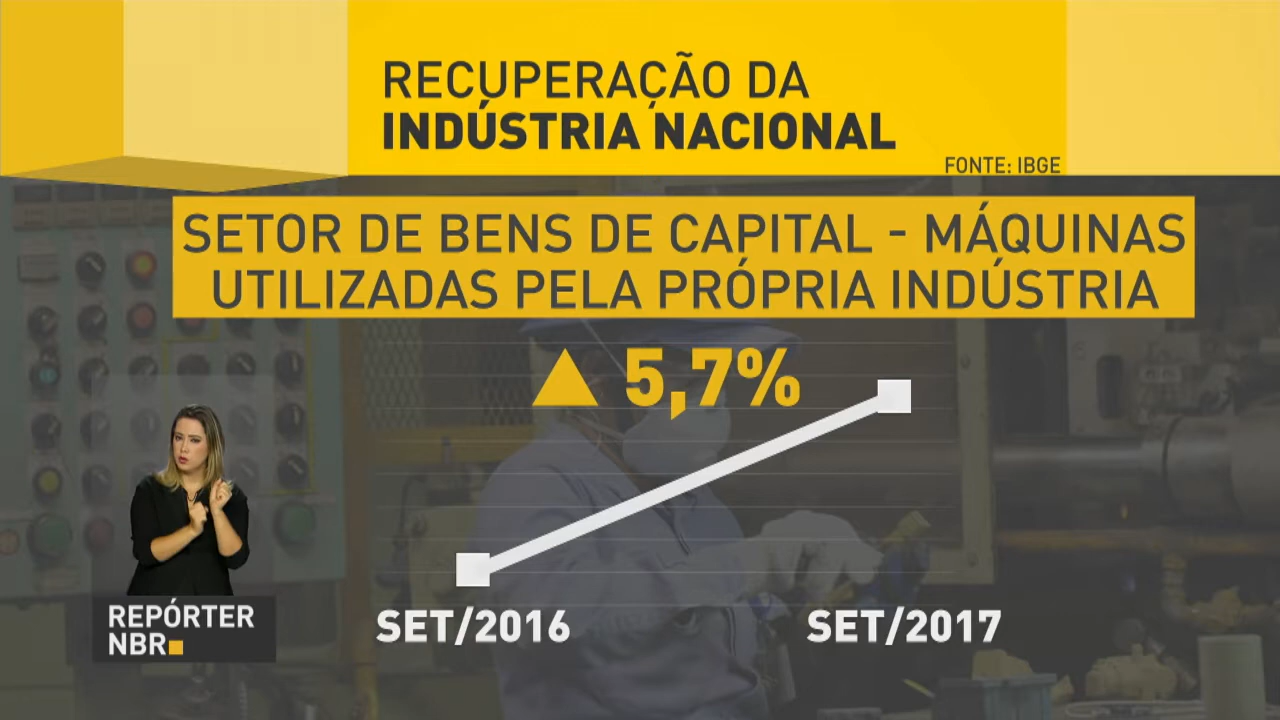 RECUPERAÇÃO DA
INDÚSTRIA NACIONAL
FONTE: IBGE
SETOR DE BENS DE CAPITAL - MÁQUINAS
UTILIZADAS PELA PRÓPRIA INDÚSTRIA
5,7%
SET/2016
SET/2017
REPÓRTER
NBR